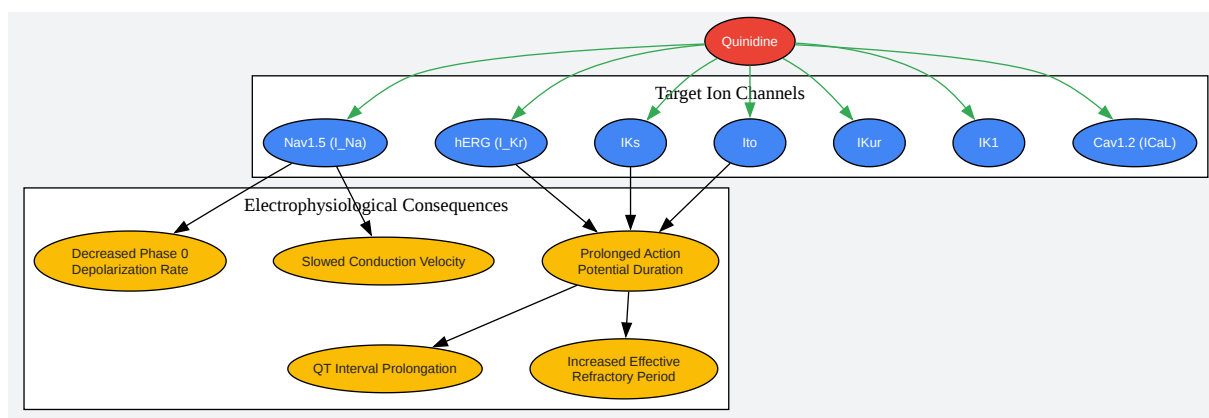 Quinidine
Target Ion Channels
Nav1.5 (I_Na)
hERG (I_Kr)
IKs
Ito
IKur
IK1
Cav1.2 (ICaL)
Electrophysiological Consequences
Decreased Phase 0
Depolarization Rate
Slowed Conduction Velocity
Prolonged Action
Potential Duration
QT Interval Prolongation
Increased Effective
Refractory Period